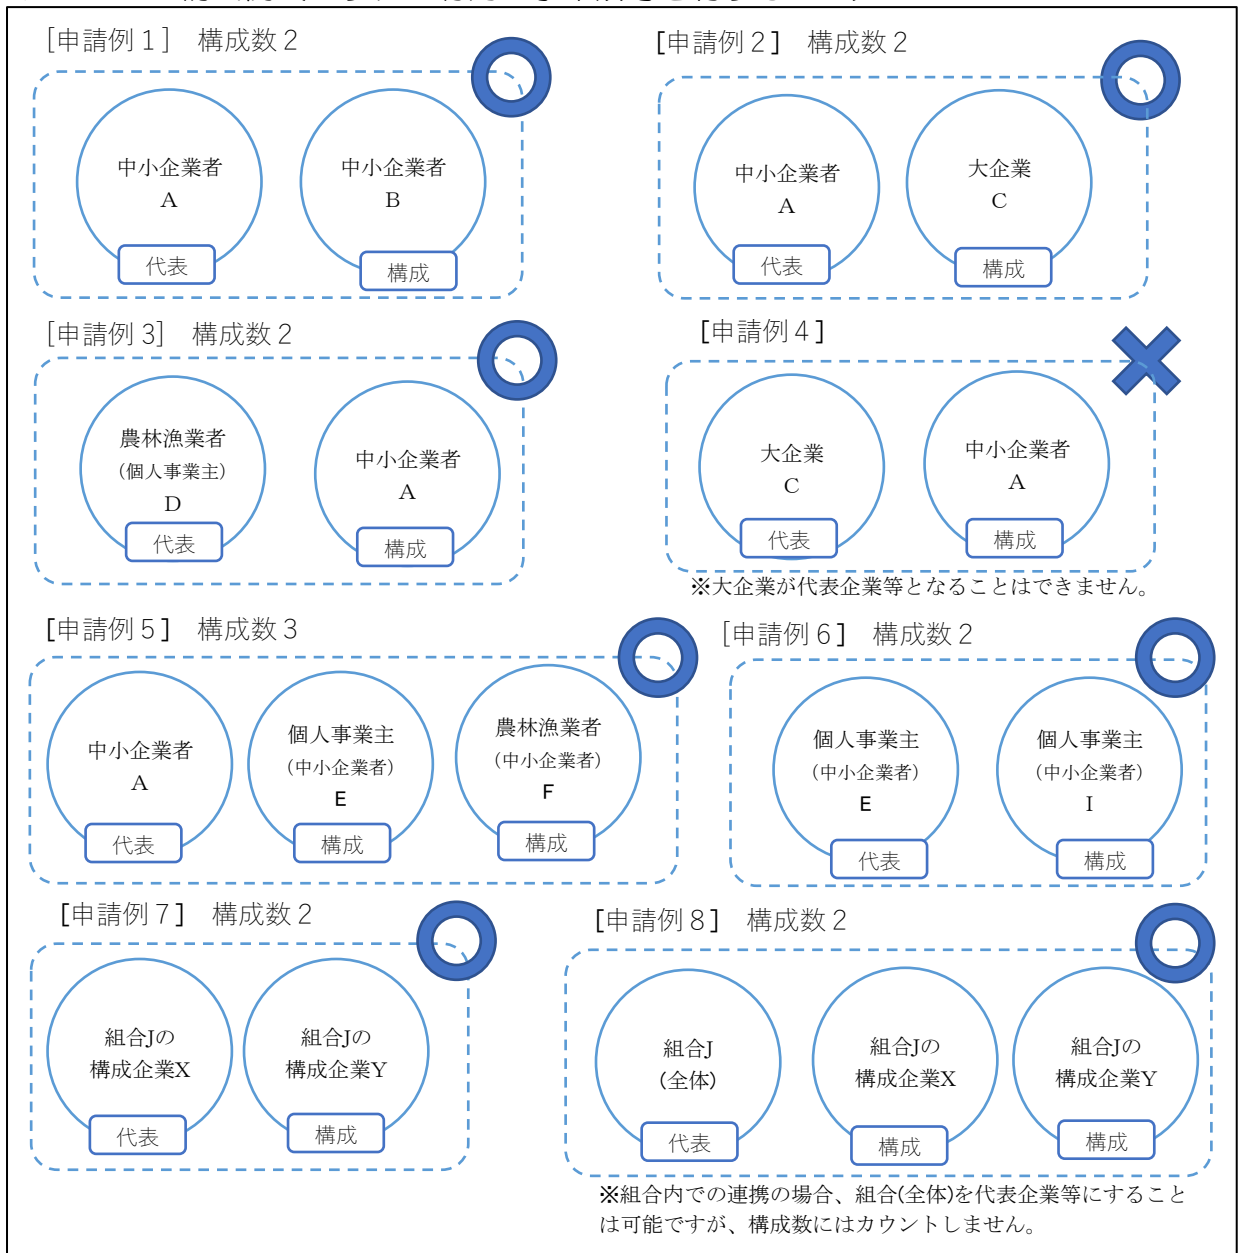 [申請例１]　構成数２
中小企業者
A
代表
中小企業者
B
構成
[申請例２]　構成数２
中小企業者
A
代表
大企業
C
構成
[申請例３]　構成数２
農林漁業者
(個人事業主)
D
代表
中小企業者
A
構成
[申請例４]
大企業
C
代表
中小企業者
A
構成
※大企業が代表企業等となることはできません。
[申請例５]　構成数３
中小企業者
A
代表
個人事業主
(中小企業者)
E
構成
農林漁業者
(中小企業者)
F
構成
[申請例６]　構成数２
個人事業主
(中小企業者)
E
代表
個人事業主
(中小企業者)
I
構成
[申請例７]　構成数２
組合Jの
構成企業X
代表
組合Jの
構成企業Y
構成
[申請例８]　構成数２
組合J
(全体)
代表
組合Jの
構成企業X
構成
組合Jの
構成企業Y
構成
※組合内での連携の場合、組合(全体)を代表企業等にすること
は可能ですが、構成数にはカウントしません。